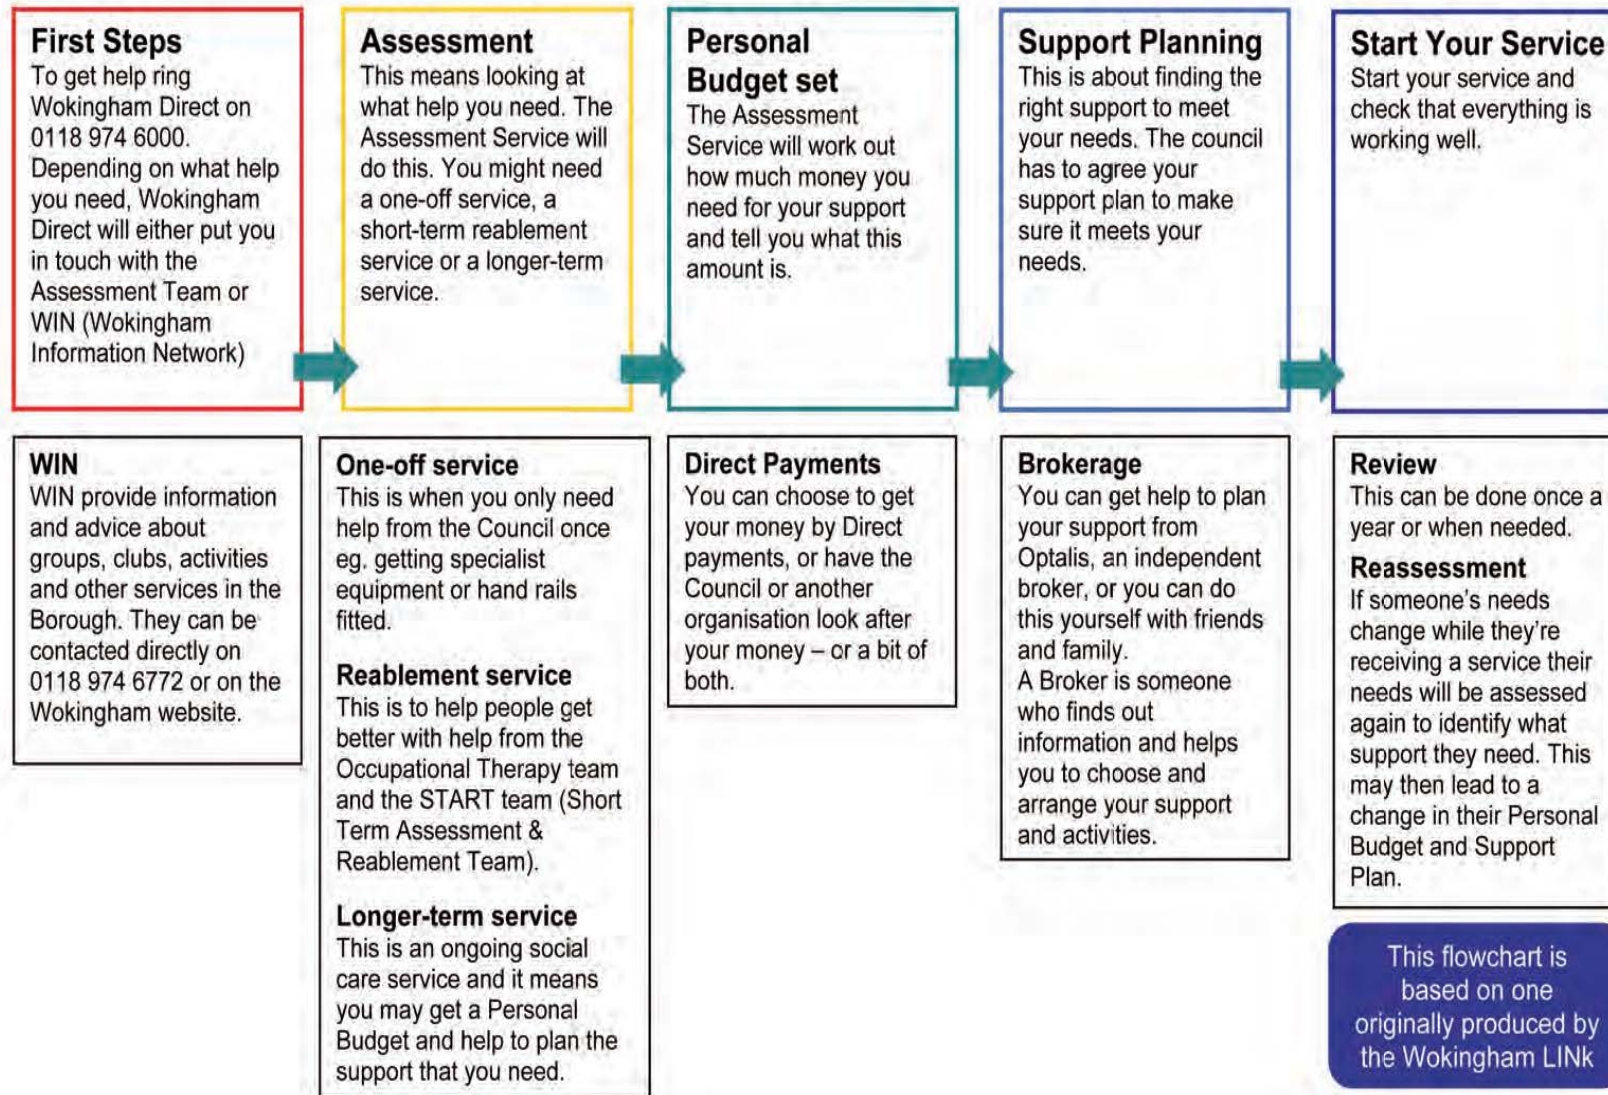 First Steps
To get help ring
Wokingham Direct on
0118 974 6000.
Depending on what help
you need, Wokingham
Direct will either put you
in touch with the
Assessment Team or
WIN (Wokingham
Information Network)
Assessment
This means looking at
what help you need. The
Assessment Service will
do this. You might need
a one-off service, a
short-term reablement
service or a longer-term
service.
Personal
Budget set
The Assessment
Service will work out
how much money you
need for your support
and tell you what this
amount is.
Support Planning
This is about finding the
right support to meet
your needs. The council
has to agree your
support plan to make
sure it meets your
needs.
Start Your Service
Start your service and
check that everything is
working well.
WIN
WIN provide information
and advice about
groups, clubs, activities
and other services in the
Borough. They can be
contacted directly on
0118 974 6772 or on the
Wokingham website.
One-off service
This is when you only need
help from the Council once
eg. getting specialist
equipment or hand rails
fitted.
Reablement service
This is to help people get
better with help from the
Occupational Therapy team
and the START team (Short
Term Assessment &
Reablement Team).
Longer-term service
This is an ongoing social
care service and it means
you may get a Personal
Budget and help to plan the
support that you need.
Direct Payments
You can choose to get
your money by Direct
payments, or have the
Council or another
organisation look after
your money – or a bit of
both.
Brokerage
You can get help to plan
your support from
Optalis, an independent
broker, or you can do
this yourself with friends
and family.
A Broker is someone
who finds out
information and helps
you to choose and
arrange your support
and activities.
Review
This can be done once a
year or when needed.
Reassessment
If someone's needs
change while they're
receiving a service their
needs will be assessed
again to identify what
support they need. This
may then lead to a
change in their Personal
Budget and Support
Plan.
This flowchart is
based on one
originally produced by
the Wokingham LINk